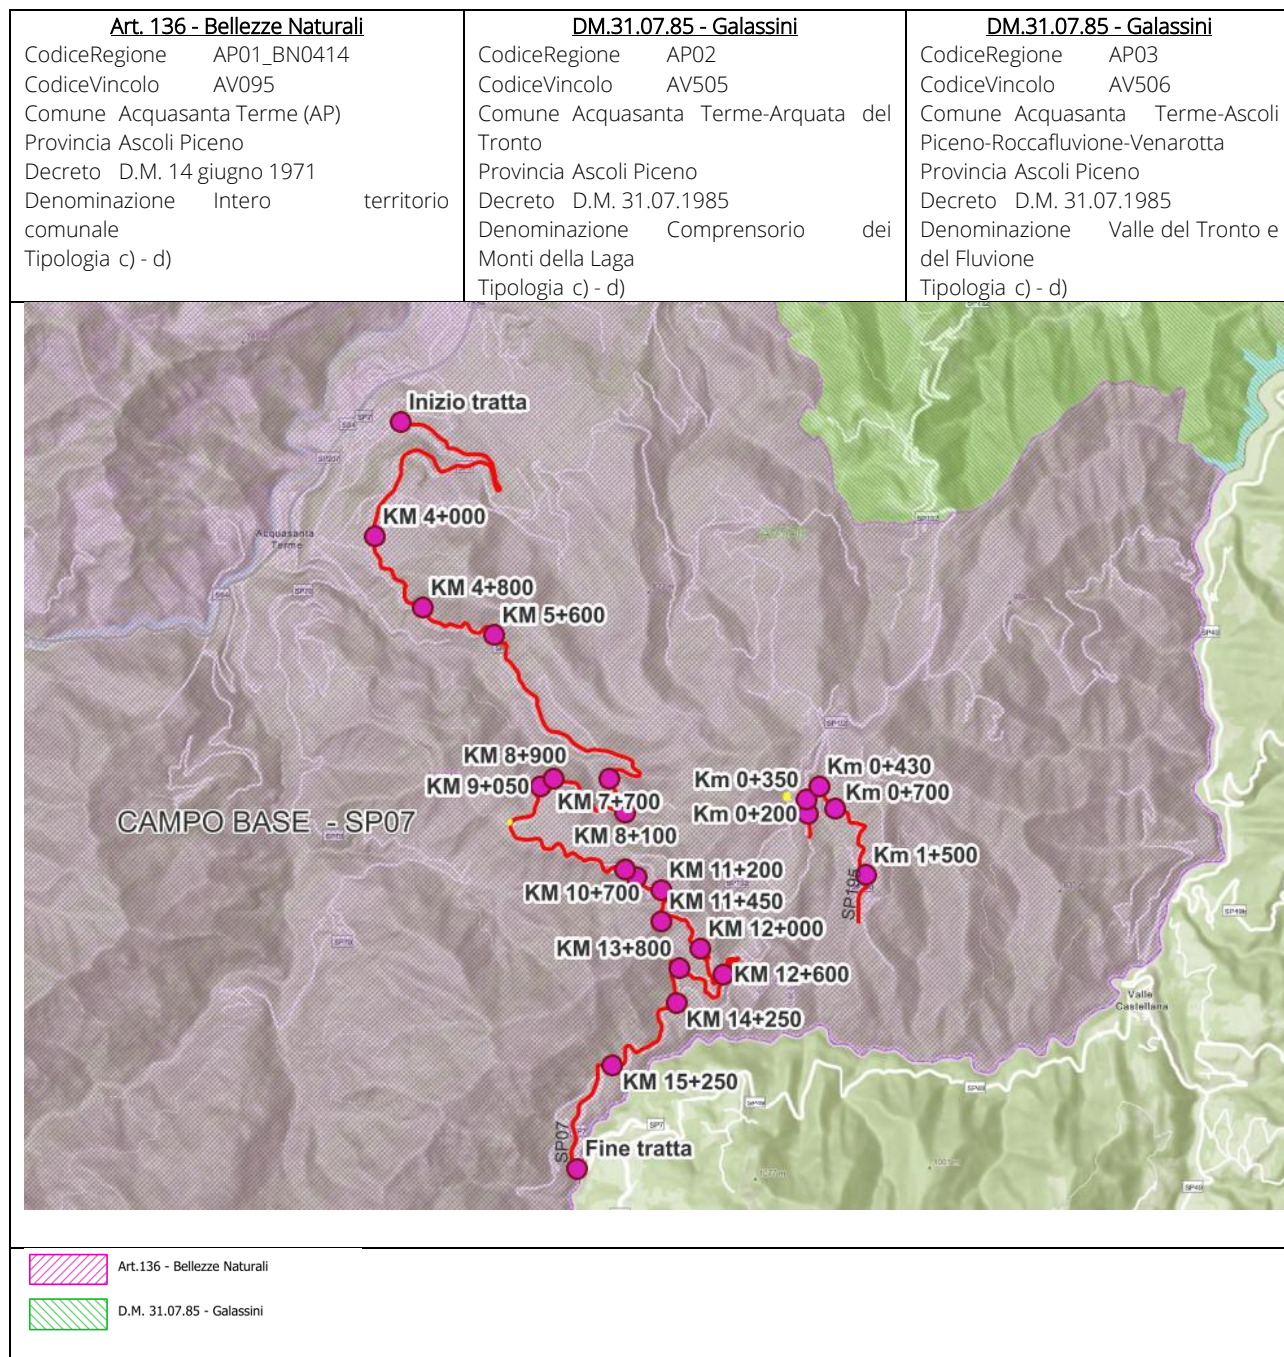 Art. 136 - Bellezze Naturali
CodiceRegione AP01_BN0414
CodiceVincolo AV095
Comune Acquasanta Terme (AP)
Provincia Ascoli Piceno
Decreto D.M. 14 giugno 1971
Denominazione Intero territorio
comunale
Tipologia c) - d)
DM.31.07.85 - Galassini
CodiceRegione AP02
CodiceVincolo AV505
Comune Acquasanta Terme-Arquata del
Tronto
Provincia Ascoli Piceno
Decreto D.M. 31.07.1985
Denominazione Comprensorio dei
Monti della Laga
Tipologia c) - d)
DM.31.07.85 - Galassini
CodiceRegione AP03
CodiceVincolo AV506
Comune Acquasanta Terme-Ascoli
Piceno-Roccafluvione-Venarotta
Provincia Ascoli Piceno
Decreto D.M. 31.07.1985
Denominazione Valle del Tronto e
del Fluvione
Tipologia c) - d)
Inizio tratta
KM 4+000
Acquasanta
Terme
KM 4+800
KM 5+600
KM 8+900
KM 9+050
KM 7+700
KM 8+100
Km 0+350
Km 0+430
Km 0+200
Km 0+700
CAMPO BASE - SP07
Km 1+500
KM 11+200
KM 10+700
KM 11+450
SP195
KM 12+000
KM 13+800
KM 12+600
KM 14+250
Valle
Castellana
KM 15+250
SP49
SP7
SP07
Fine tratta
SP49
Art.136 - Bellezze Naturali
D.M. 31.07.85 - Galassini